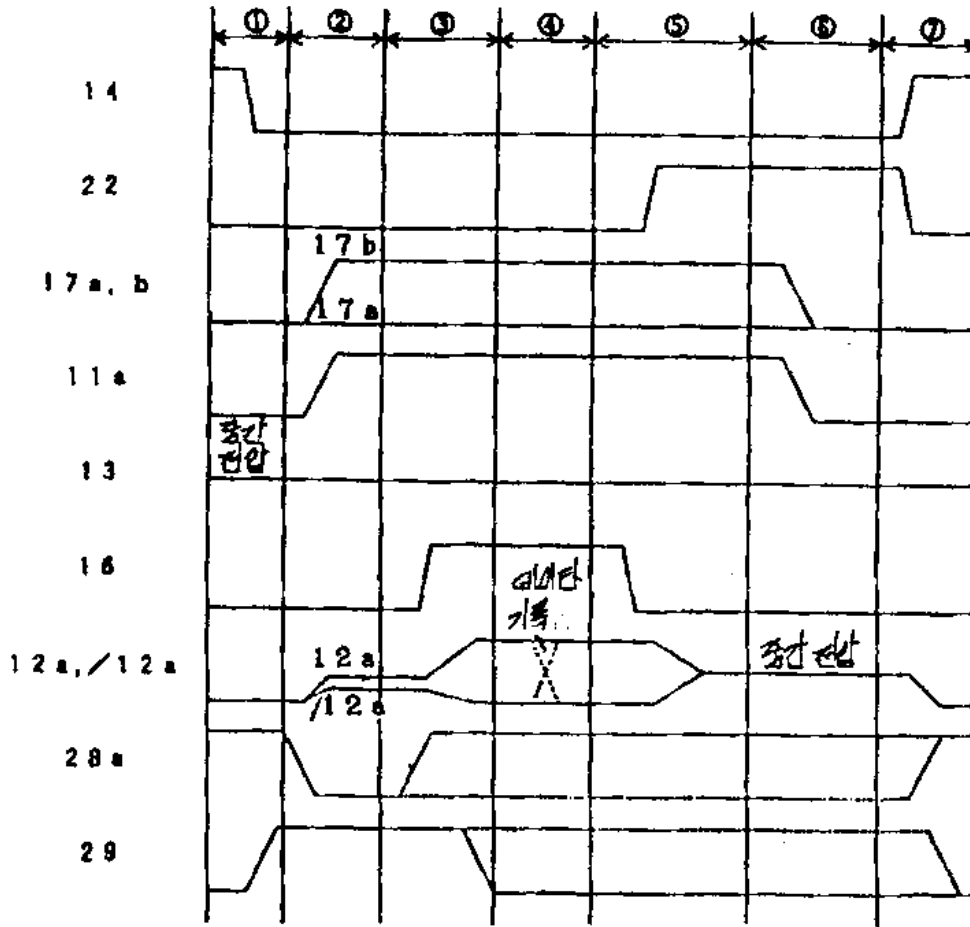 ① ② ③ ④ ⑤ ⑥ ⑦
14
22
17a, b
17b
17a
11a
중간
전압
13
16
데이타
기록
12a,/12a
12a
/12a
중간 전압
28a
29